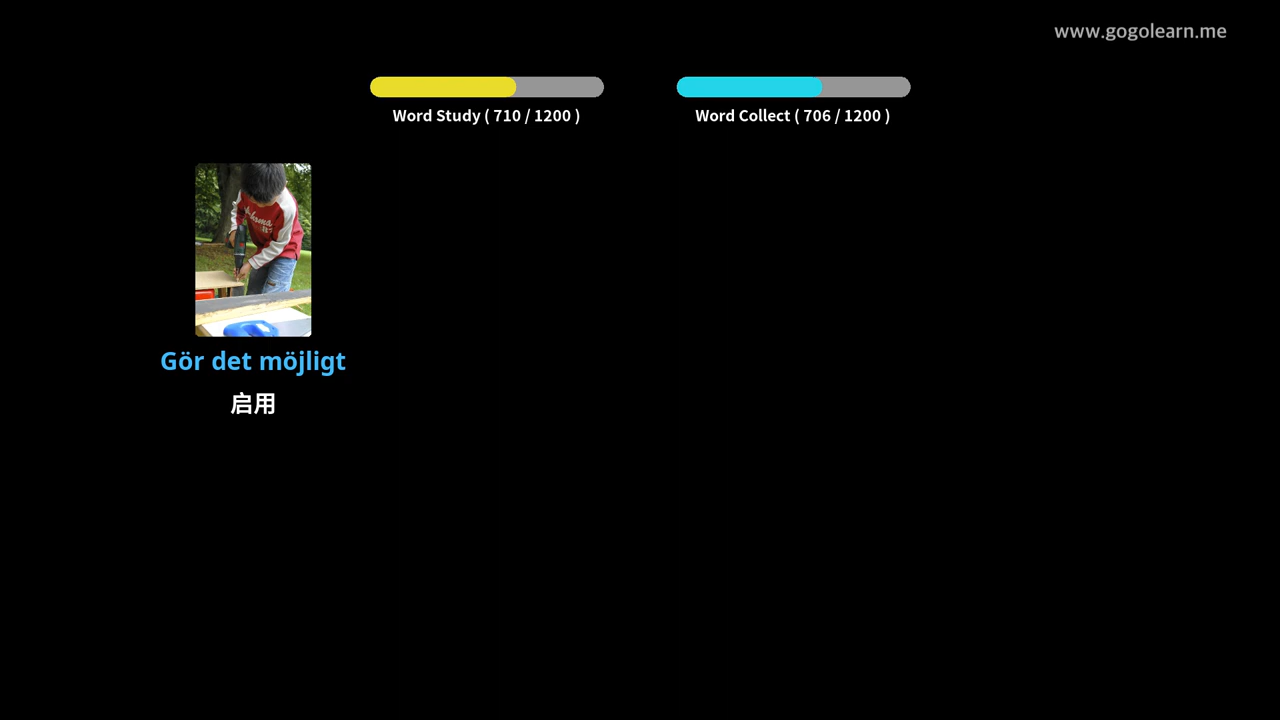 www.gogolearn.me
Word Study ( 710 / 1200 )
Word Collect ( 706 / 1200 )
Gör det möjligt
启用